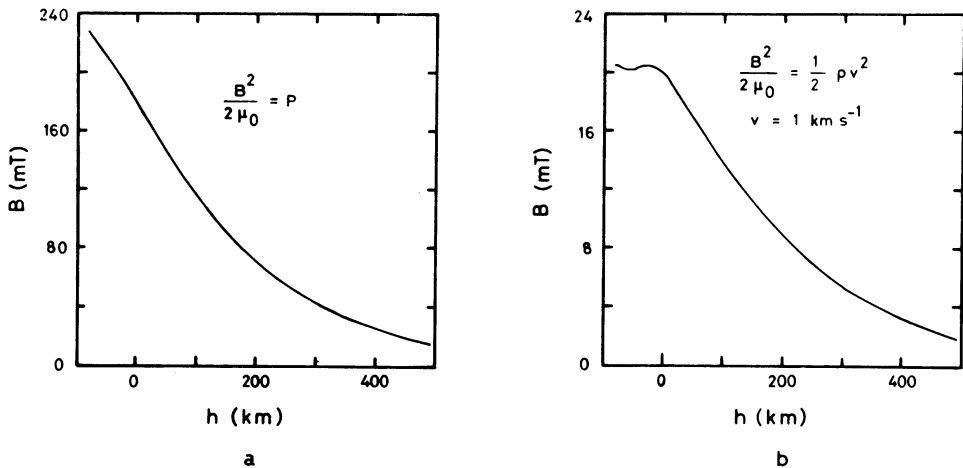 240
160
80
0
B (mT)
B²/2μ₀ = P
0
200
400
h (km)
a
24
16
8
0
B (mT)
B²/2μ₀ = 1/2 ρv²
v = 1 km s⁻¹
0
200
400
h (km)
b